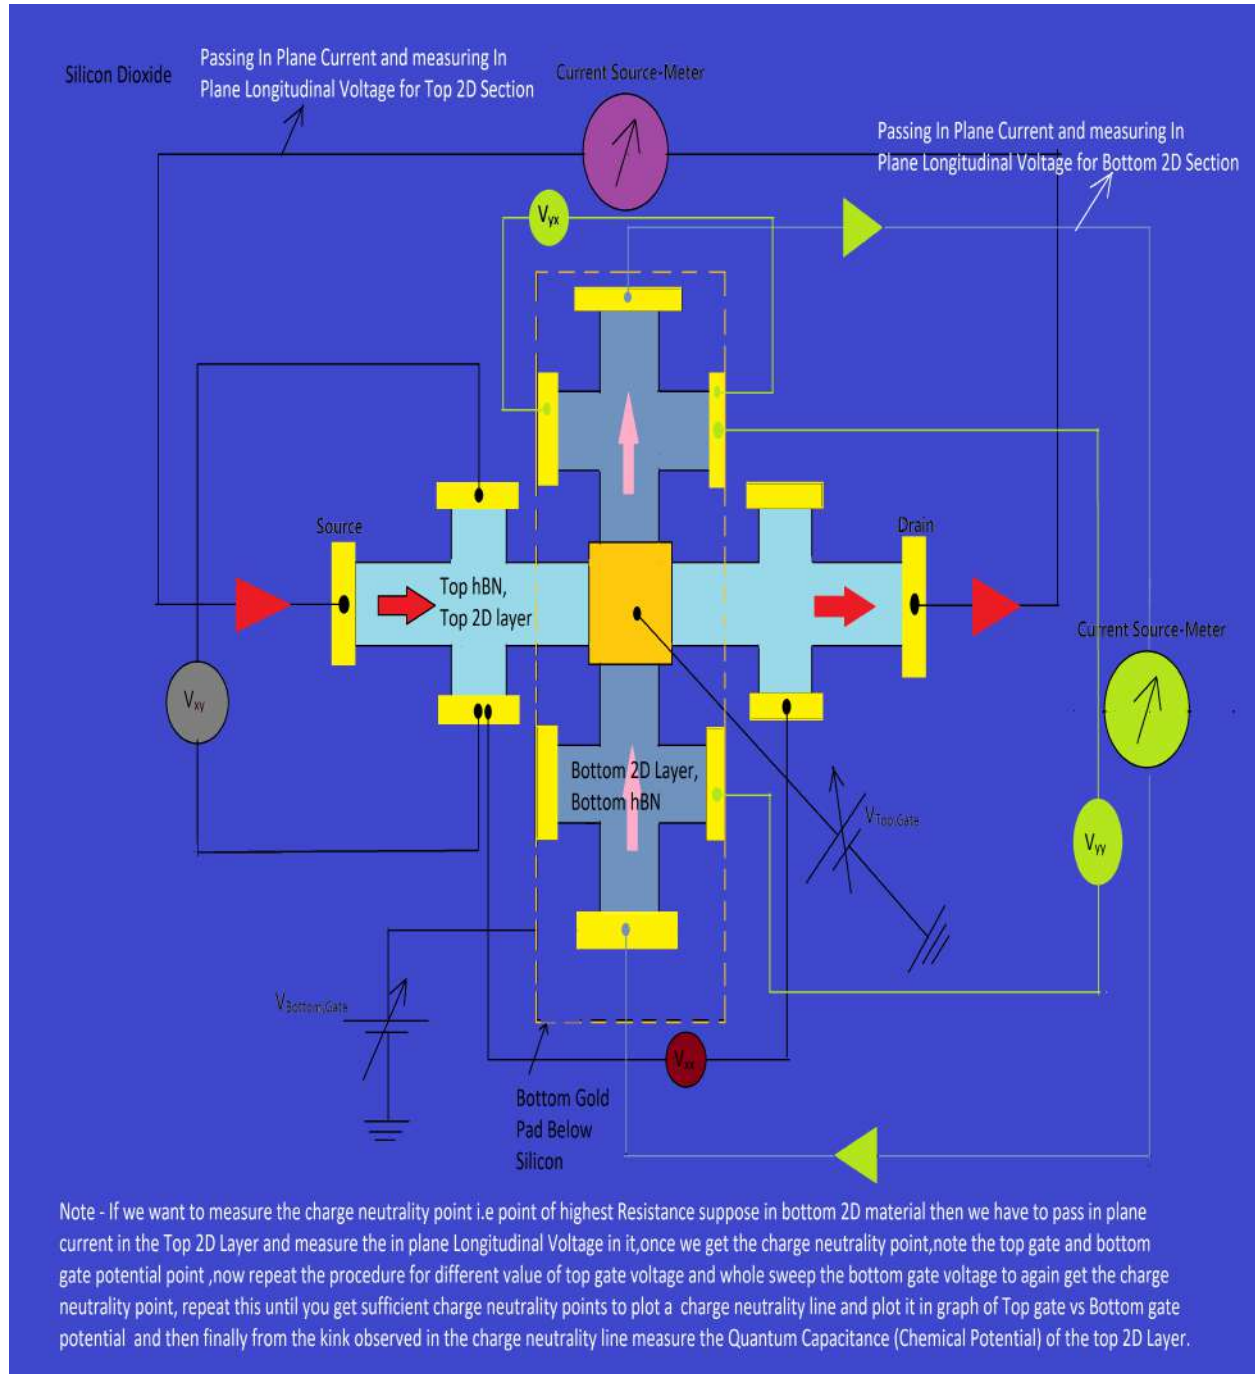 Silicon Dioxide
Passing In Plane Current and measuring In
Plane Longitudinal Voltage for Top 2D Section
Current Source-Meter
Passing In Plane Current and measuring In
Plane Longitudinal Voltage for Bottom 2D Section
Vyx
Source
Drain
Top hBN,
Top 2D layer
Current Source-Meter
Vxy
Bottom 2D Layer,
Bottom hBN
VTop,Gate
Vyy
VBottom,Gate
Vxx
Bottom Gold
Pad Below
Silicon
Note - If we want to measure the charge neutrality point i.e point of highest Resistance suppose in bottom 2D material then we have to pass in plane
current in the Top 2D Layer and measure the in plane Longitudinal Voltage in it,once we get the charge neutrality point,note the top gate and bottom
gate potential point ,now repeat the procedure for different value of top gate voltage and whole sweep the bottom gate voltage to again get the charge
neutrality point, repeat this until you get sufficient charge neutrality points to plot a charge neutrality line and plot it in graph of Top gate vs Bottom gate
potential and then finally from the kink observed in the charge neutrality line measure the Quantum Capacitance (Chemical Potential) of the top 2D Layer.